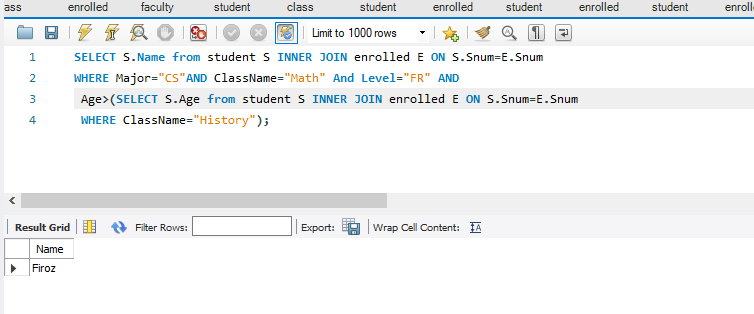 ass enrolled faculty student class student enrolled student enrolled student enroll
Limit to 1000 rows
1 SELECT S.Name from student S INNER JOIN enrolled E ON S.Snum=E.Snum
2 WHERE Major="CS"AND ClassName="Math" And Level="FR" AND
3 Age>(SELECT S.Age from student S INNER JOIN enrolled E ON S.Snum=E.Snum
4 WHERE ClassName="History");
Result Grid Filter Rows: Export: Wrap Cell Content: IA
Name
Firoz